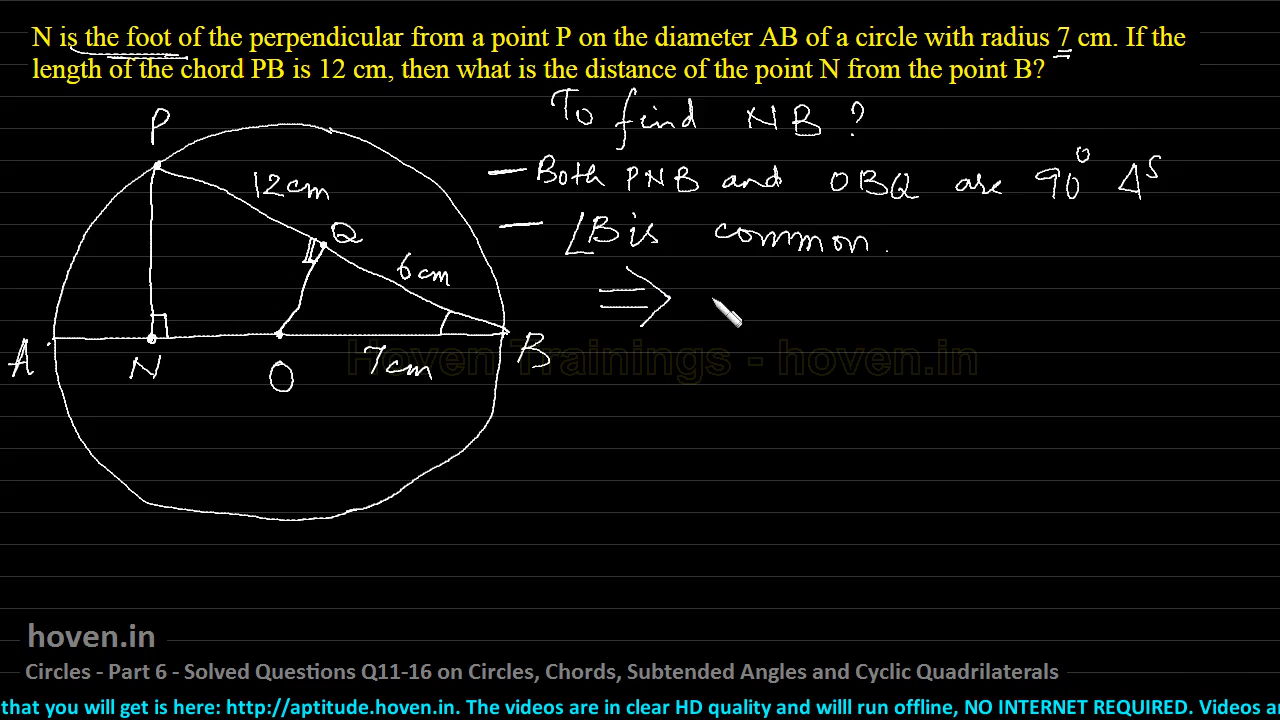 N is the foot of the perpendicular from a point P on the diameter AB of a circle with radius 7 cm. If the
length of the chord PB is 12 cm, then what is the distance of the point N from the point B?
To find NB?
P
- Both PNB and OBQ are 90° Δs
12cm
Q
- ∠B is common.
6cm
⇒
A
N
O
7cm
B
Hoven Trainings - hoven.in
hoven.in
Circles - Part 6 - Solved Questions Q11-16 on Circles, Chords, Subtended Angles and Cyclic Quadrilaterals
that you will get is here: http://aptitude.hoven.in. The videos are in clear HD quality and willl run offline, NO INTERNET REQUIRED. Videos a